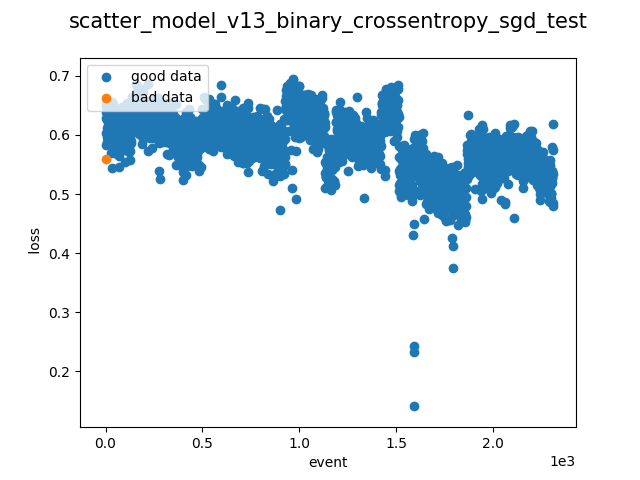 scatter_model_v13_binary_crossentropy_sgd_test
good data
bad data
0.7
0.6
0.5
0.4
0.3
0.2
loss
0.0
0.5
1.0
1.5
2.0
event
1e3